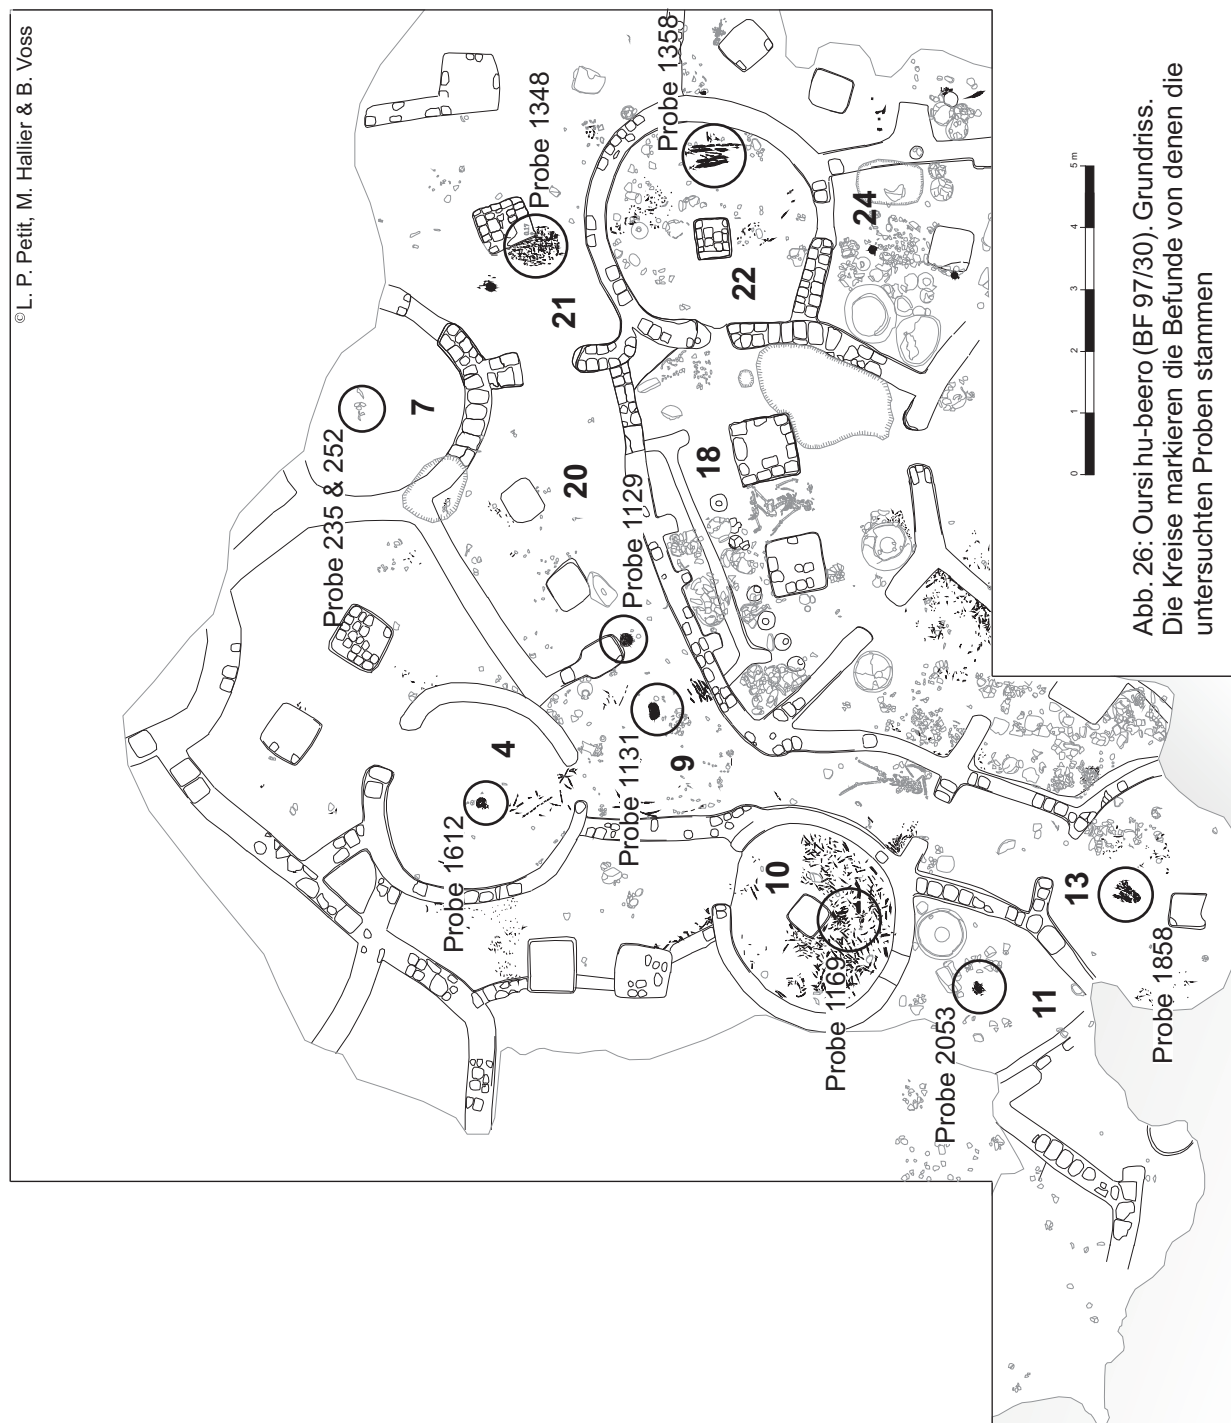 © L. P. Petit, M. Hallier & B. Voss
Probe 1358
Probe 1348
24
22
21
7
18
20
Probe 235 & 252
Probe 1129
4
9
Probe 1131
Probe 1612
10
13
11
Probe 1169
Probe 2053
Probe 1858
0.17
0 1 2 3 4 5 m
Abb. 26: Oursi hu-beero (BF 97/30). Grundriss.
Die Kreise markieren die Befunde von denen die
untersuchten Proben stammen